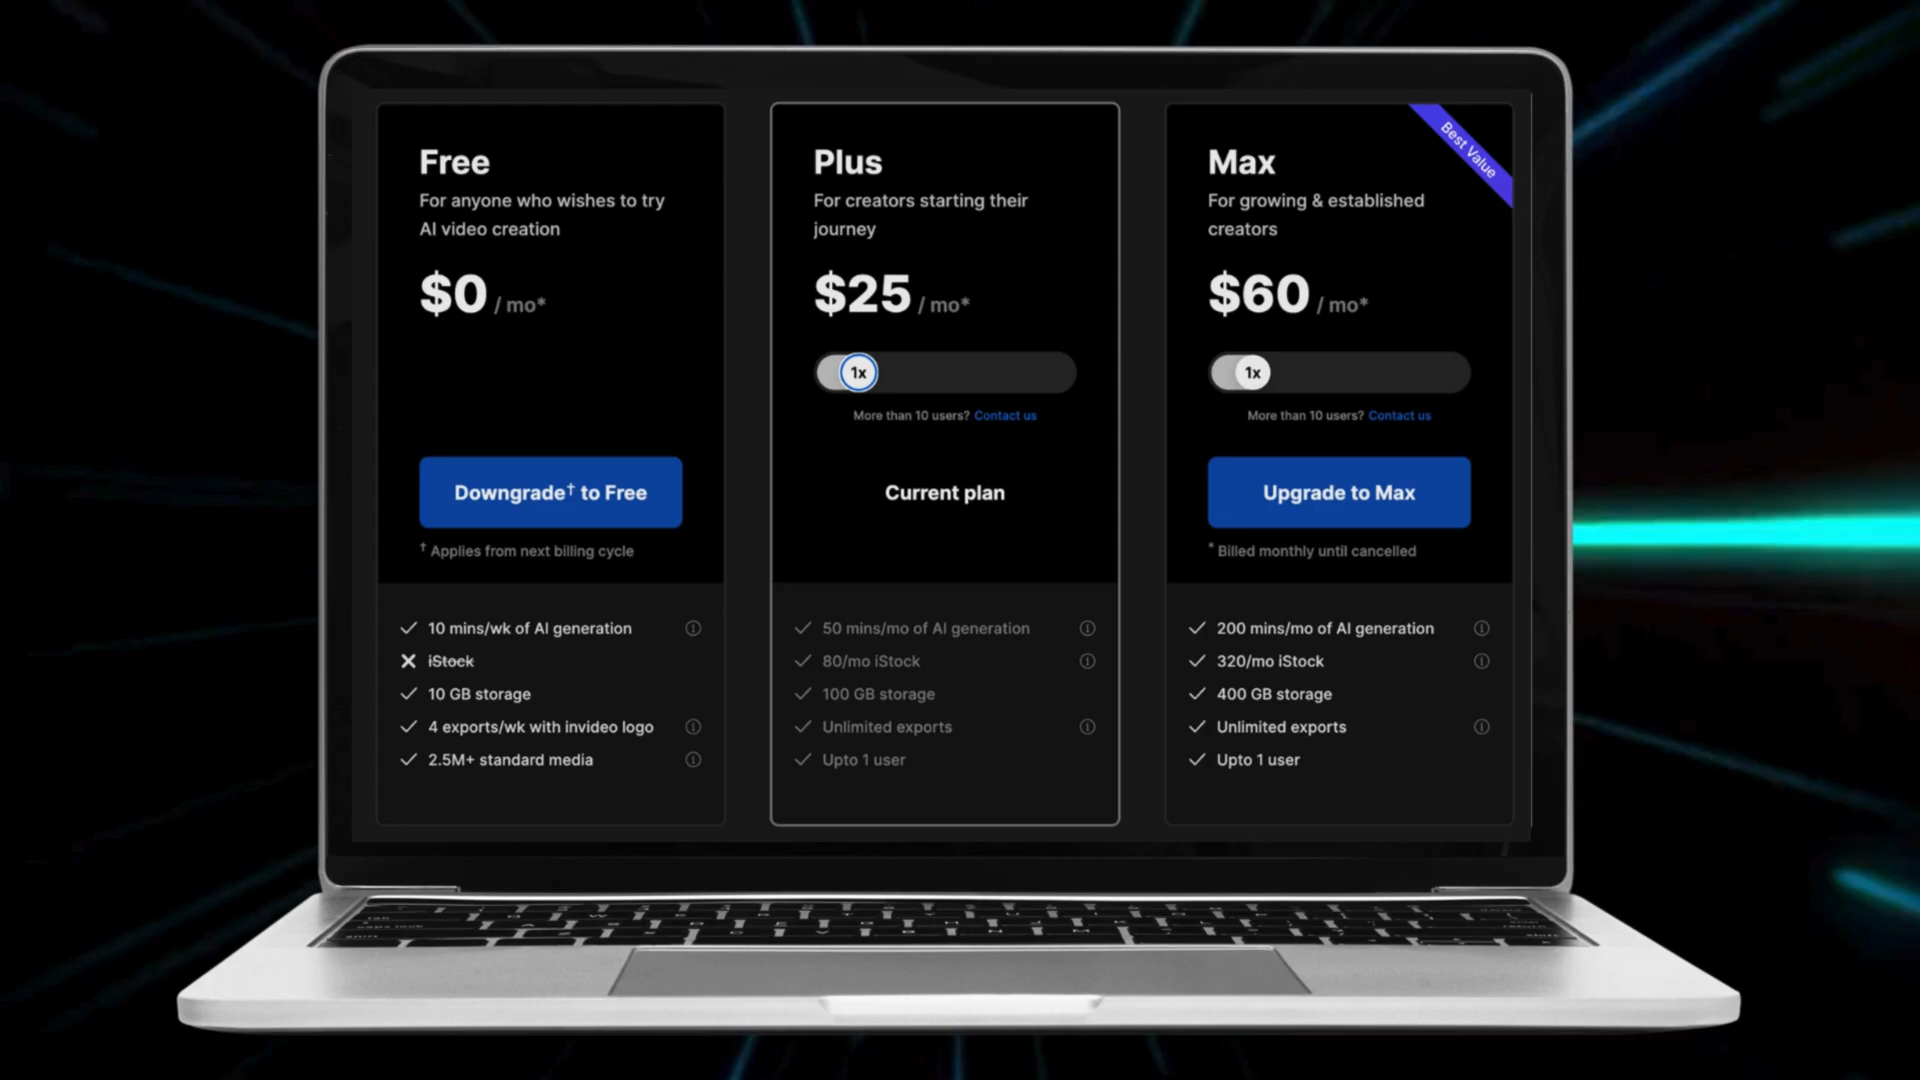 Free
For anyone who wishes to try
AI video creation
$0 / mo*
Downgrade† to Free
† Applies from next billing cycle
10 mins/wk of AI generation
iStock
10 GB storage
4 exports/wk with invideo logo
2.5M+ standard media
Plus
For creators starting their
journey
$25 / mo*
1x
More than 10 users? Contact us
Current plan
50 mins/mo of AI generation
80/mo iStock
100 GB storage
Unlimited exports
Upto 1 user
Best Value
Max
For growing & established
creators
$60 / mo*
1x
More than 10 users? Contact us
Upgrade to Max
* Billed monthly until cancelled
200 mins/mo of AI generation
320/mo iStock
400 GB storage
Unlimited exports
Upto 1 user